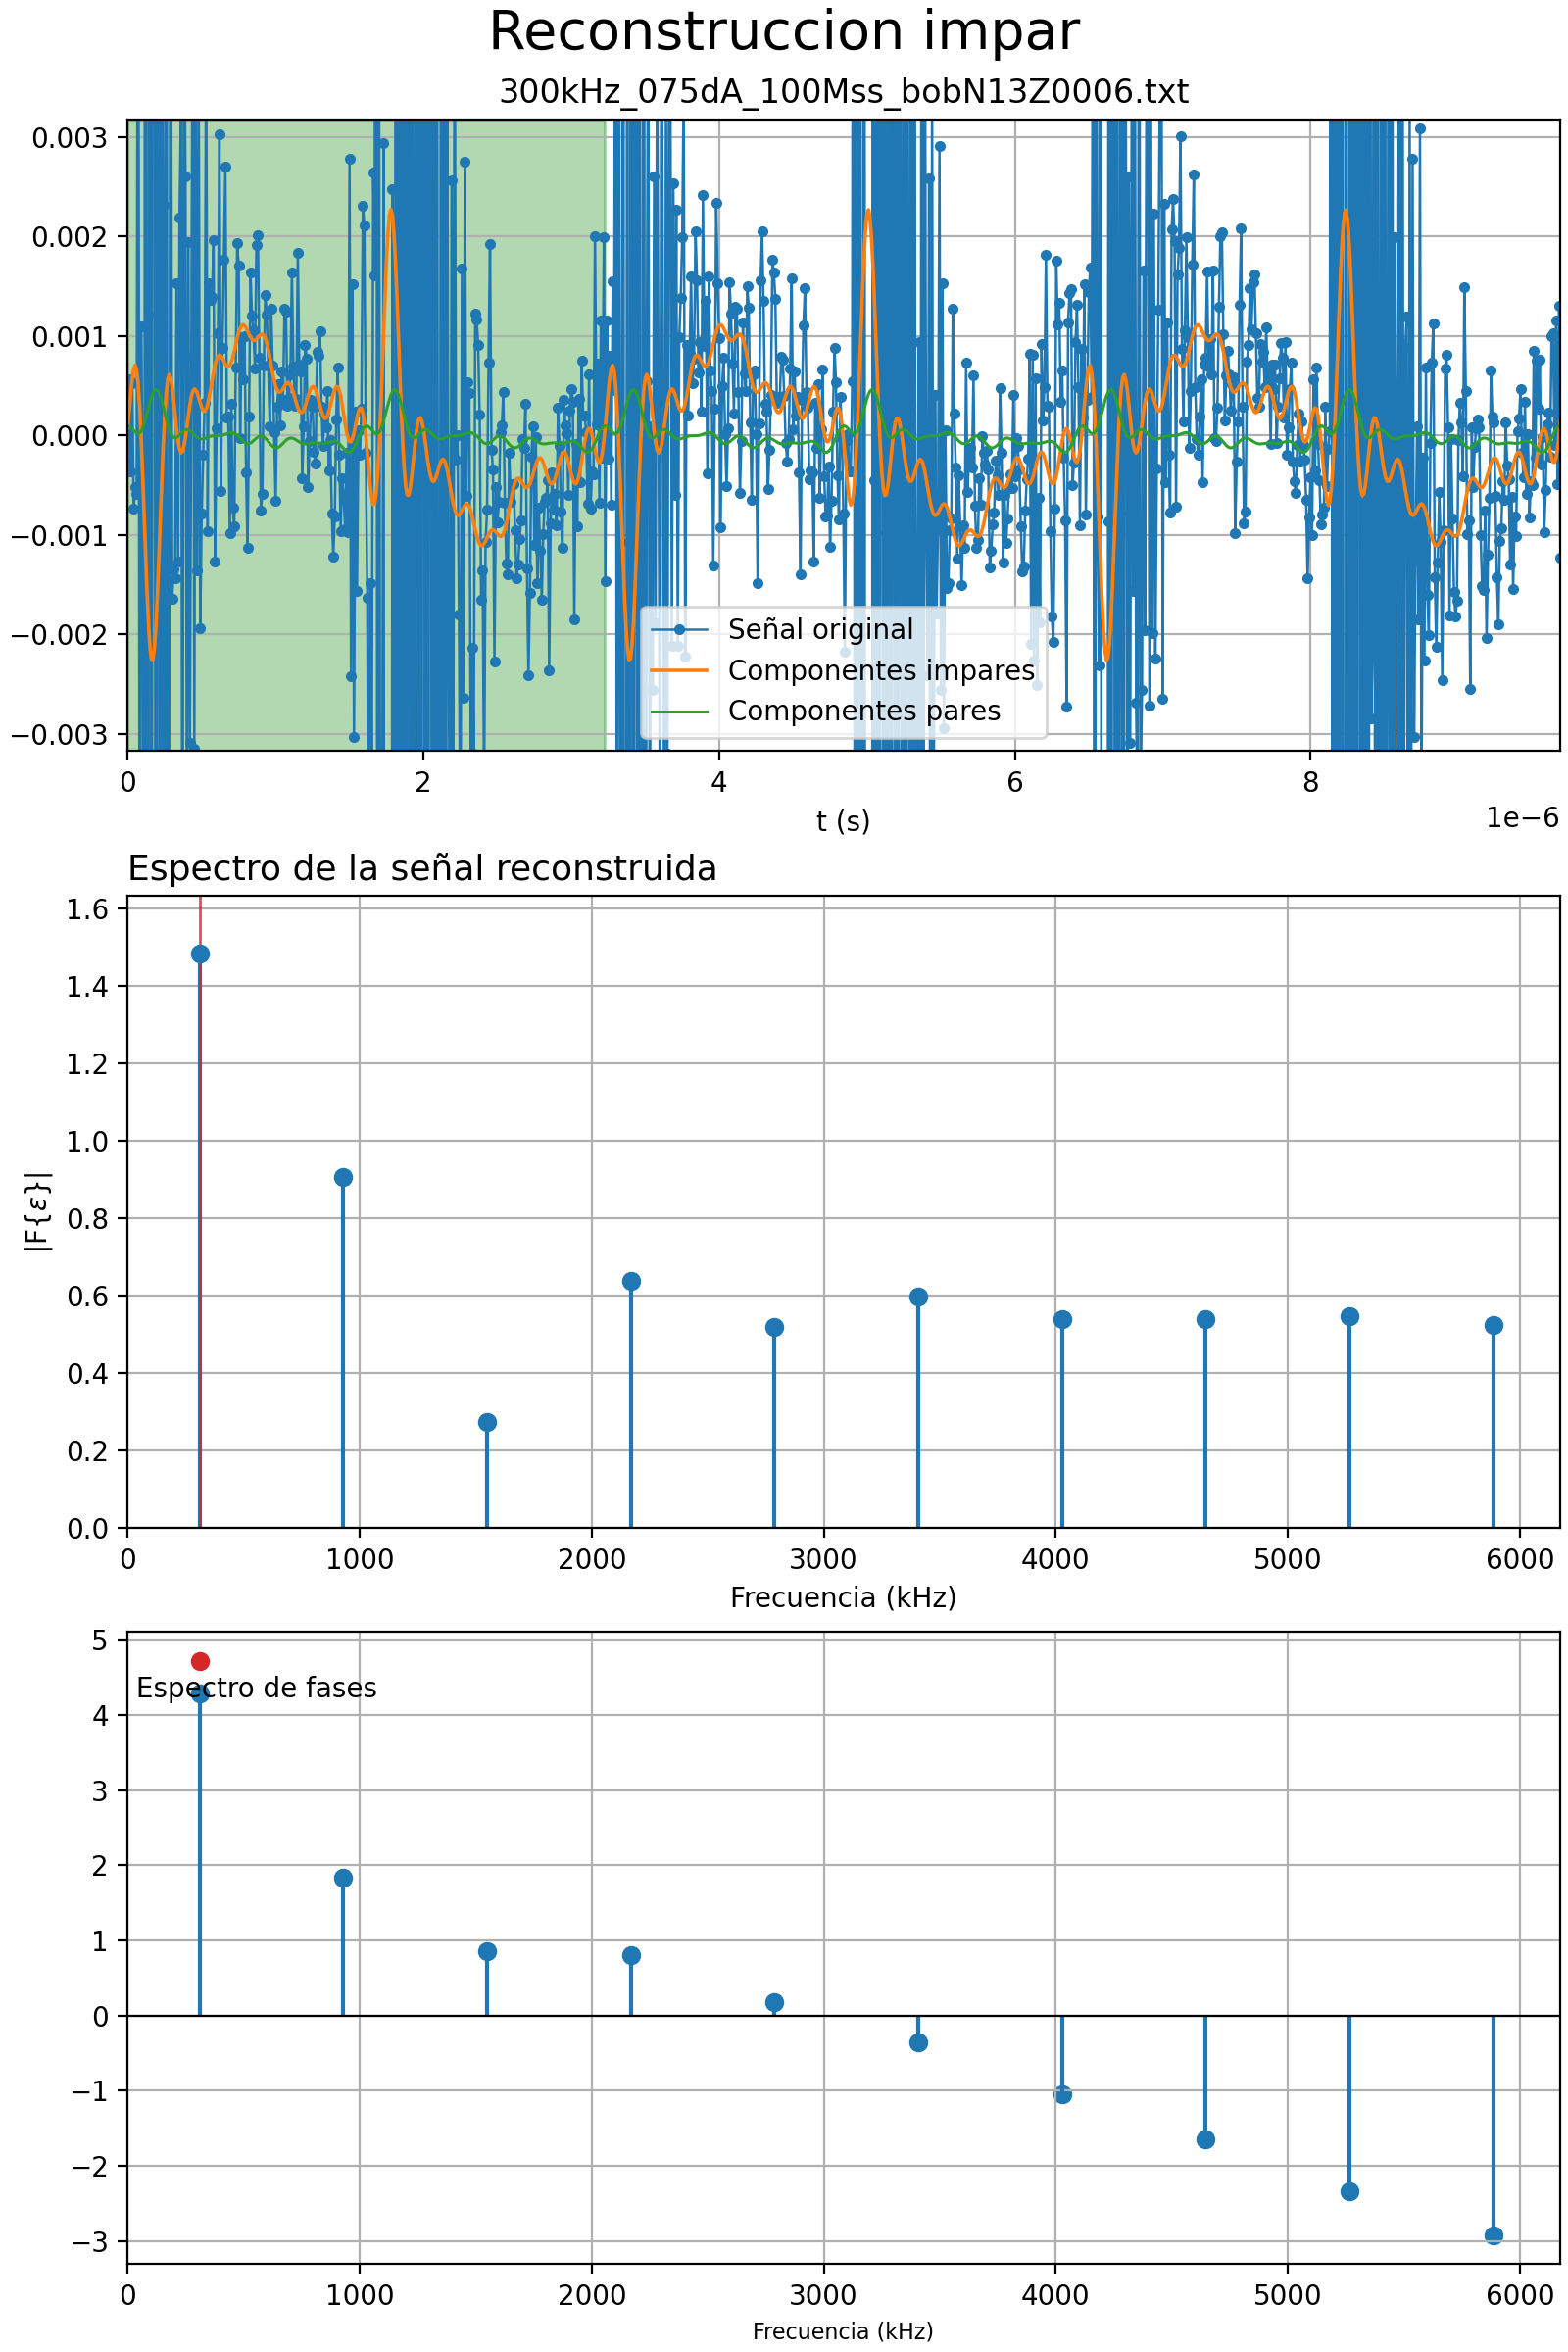 Reconstruccion impar
300kHz_075dA_100Mss_bobN13Z0006.txt
0.003
0.002
0.001
0.000
−0.001
−0.002
−0.003
Señal original
Componentes impares
Componentes pares
0 2 4 6 8
1e−6
t (s)
Espectro de la señal reconstruida
1.6
1.4
1.2
1.0
0.8
0.6
0.4
0.2
0.0
|F{ε}|
0 1000 2000 3000 4000 5000 6000
Frecuencia (kHz)
5
Espectro de fases
4
3
2
1
0
−1
−2
−3
0 1000 2000 3000 4000 5000 6000
Frecuencia (kHz)